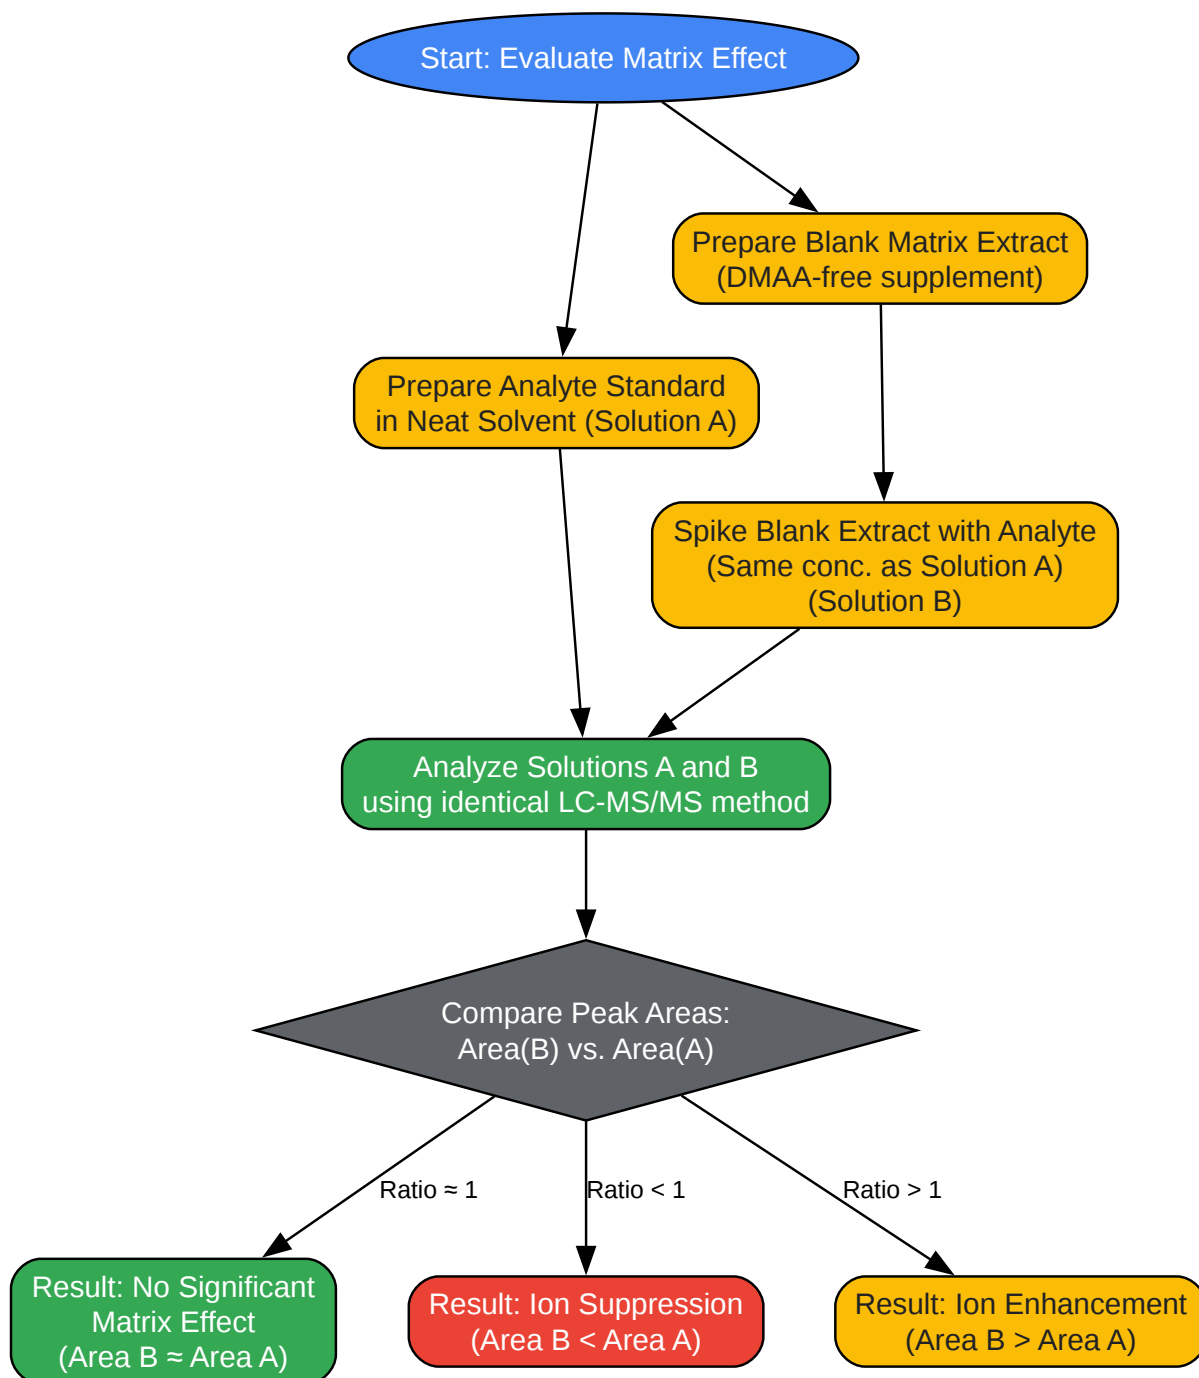 Start: Evaluate Matrix Effect
Prepare Blank Matrix Extract
(DMAA-free supplement)
Prepare Analyte Standard
in Neat Solvent (Solution A)
Spike Blank Extract with Analyte
(Same conc. as Solution A)
(Solution B)
Analyze Solutions A and B
using identical LC-MS/MS method
Compare Peak Areas:
Area(B) vs. Area(A)
Ratio ≈ 1
Ratio < 1
Ratio > 1
Result: No Significant
Matrix Effect
(Area B ≈ Area A)
Result: Ion Suppression
(Area B < Area A)
Result: Ion Enhancement
(Area B > Area A)